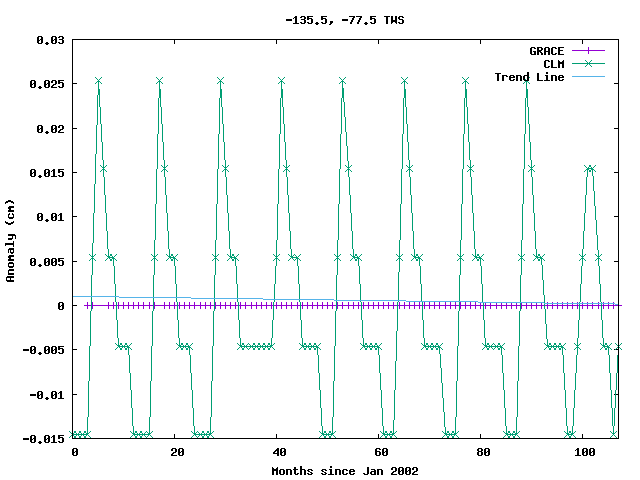 -135.5, -77.5 TWS
GRACE
CLM
Trend Line
0.03
0.025
0.02
0.015
0.01
0.005
0
-0.005
-0.01
-0.015
Anomaly (cm)
0 20 40 60 80 100
Months since Jan 2002